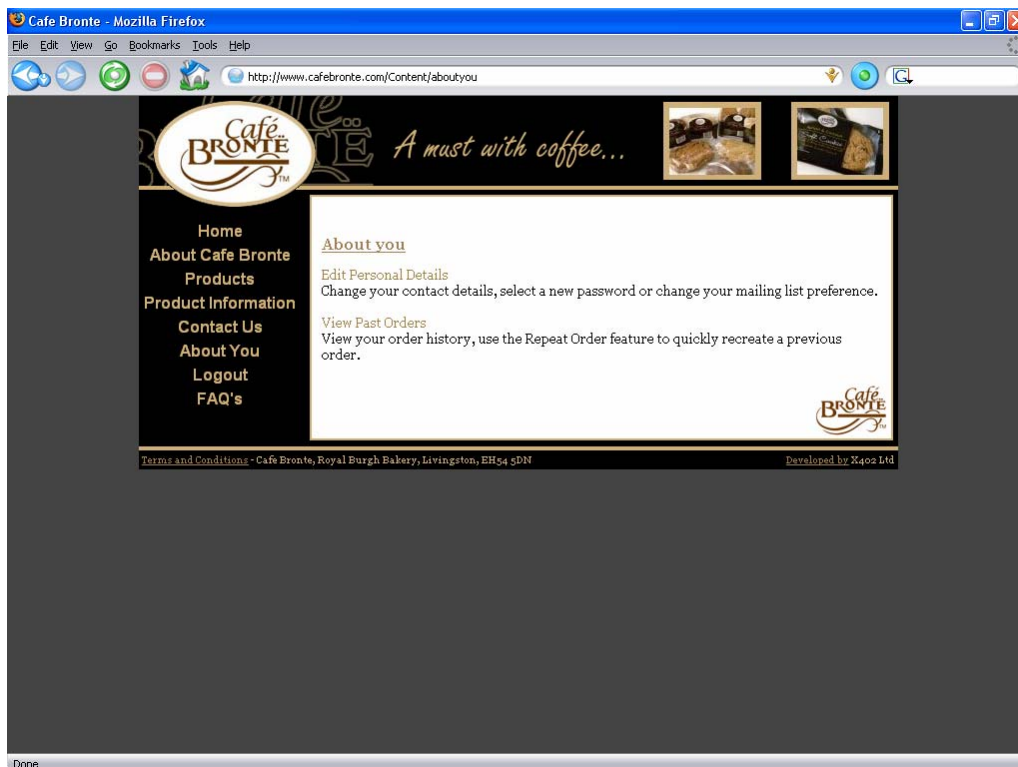 Cafe Bronte - Mozilla Firefox
File Edit View Go Bookmarks Tools Help
http://www.cafebronte.com/Content/aboutyou
G
Café..
BRONTË
TM
A must with coffee...
Home
About Cafe Bronte
Products
Product Information
Contact Us
About You
Logout
FAQ's
About you
Edit Personal Details
Change your contact details, select a new password or change your mailing list preference.
View Past Orders
View your order history, use the Repeat Order feature to quickly recreate a previous
order.
Café..
BRONTË
TM
Terms and Conditions - Cafe Bronte, Royal Burgh Bakery, Livingston, EH54 5DN
Developed by X402 Ltd
Done